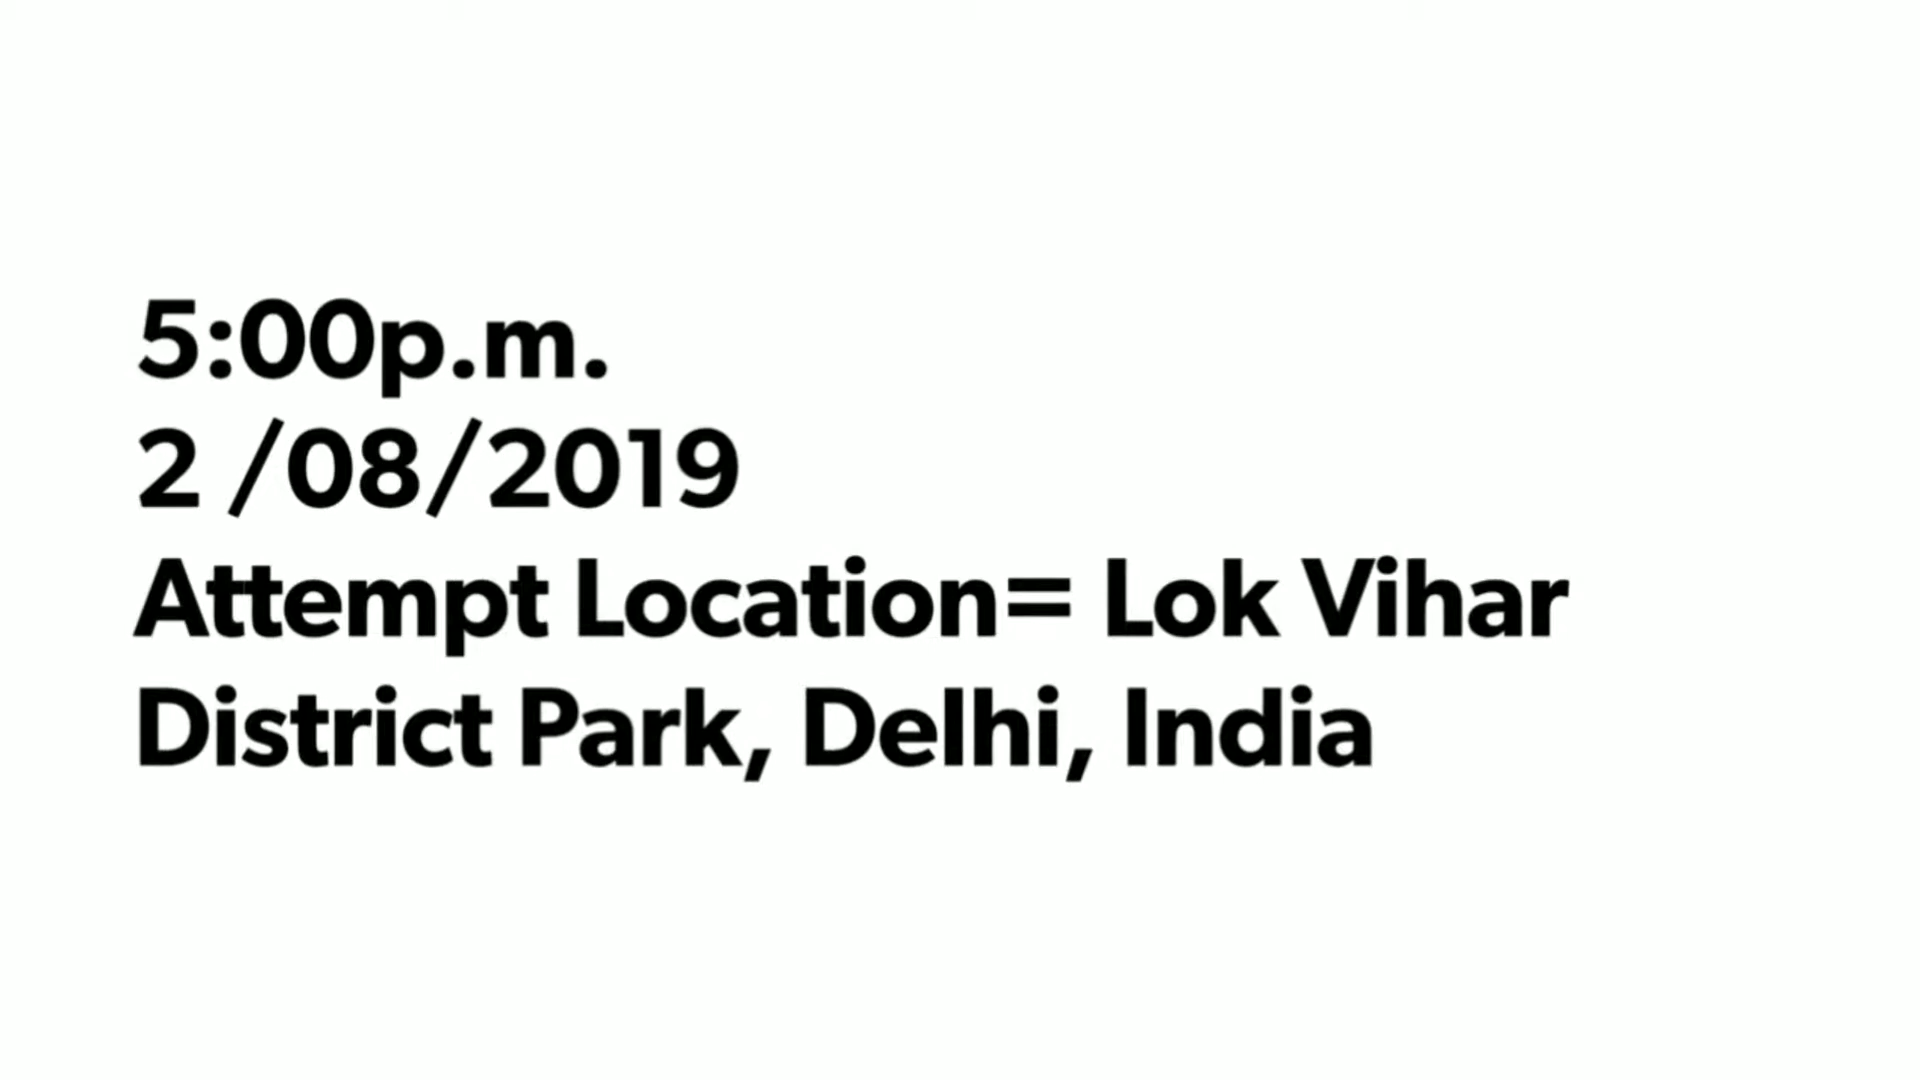 5:00p.m.
2 /08/2019
Attempt Location= Lok Vihar
District Park, Delhi, India